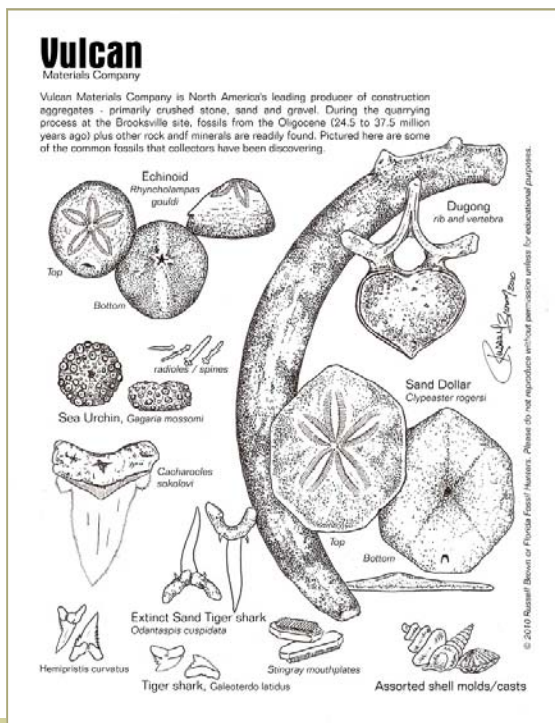 Vulcan
Materials Company
Vulcan Materials Company is North America's leading producer of construction
aggregates - primarily crushed stone, sand and gravel. During the quarrying
process at the Brooksville site, fossils from the Oligocene (24.5 to 37.5 million
years ago) plus other rock andf minerals are readily found. Pictured here are some
of the common fossils that collectors have been discovering.
Echinoid
Rhyncholampas
gouldi
Top
Bottom
Dugong
rib and vertebra
radioles / spines
Sea Urchin, Gagaria mossomi
Sand Dollar
Clypeaster rogersi
Cacharocles
sokolovi
Top
Bottom
Extinct Sand Tiger shark
Odantaspis cuspidata
Hemipristis curvatus
Tiger shark, Galeoterdo latidus
Stingray mouthplates
Assorted shell molds/casts
© 2010 Russell Brown or Florida Fossil Hunters. Please do not reproduce without permission unless for educational purposes.